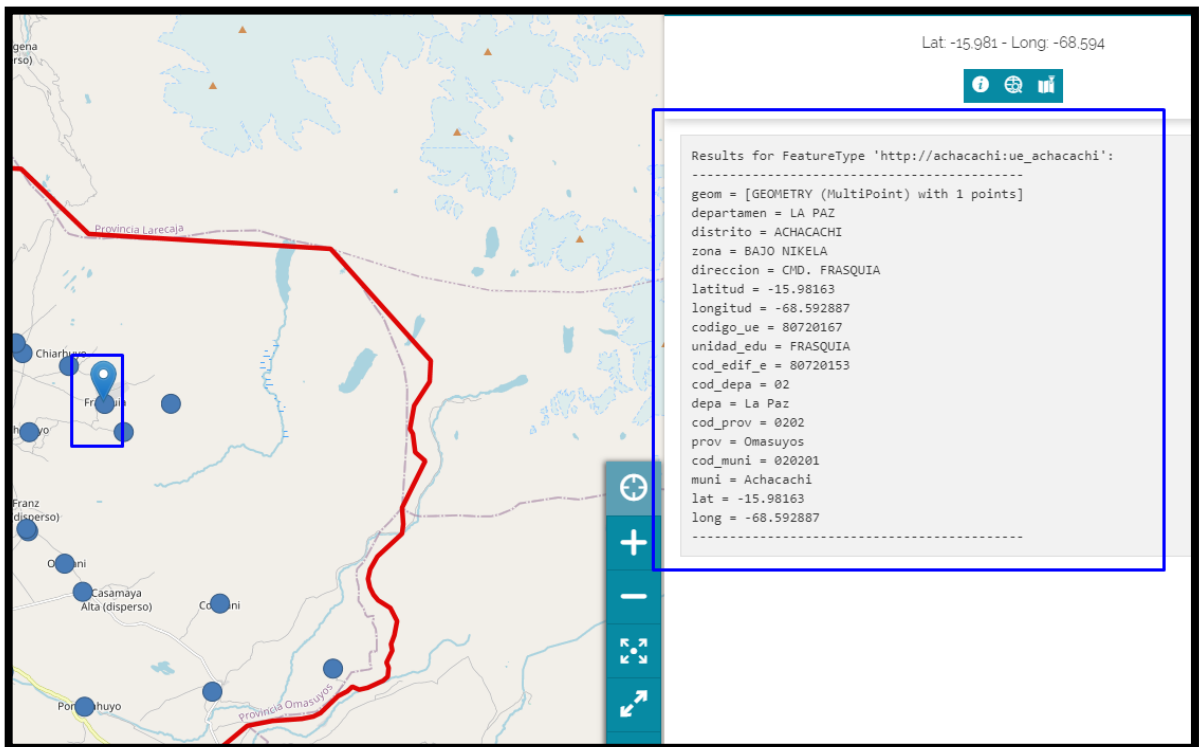 gena
rso)
Provincia Larecaja
Chiarhuyo
Franz
disperso)
Casamaya
Alta (disperso)
Provincia Omasuyos
Lat: -15.981 - Long: -68.594
Results for FeatureType 'http://achacachi:ue_achacachi':
--------------------------------------------
geom = [GEOMETRY (MultiPoint) with 1 points]
departamen = LA PAZ
distrito = ACHACACHI
zona = BAJO NIKELA
direccion = CMD. FRASQUIA
latitud = -15.98163
longitud = -68.592887
codigo_ue = 80720167
unidad_edu = FRASQUIA
cod_edif_e = 80720153
cod_depa = 02
depa = La Paz
cod_prov = 0202
prov = Omasuyos
cod_muni = 020201
muni = Achacachi
lat = -15.98163
long = -68.592887
--------------------------------------------